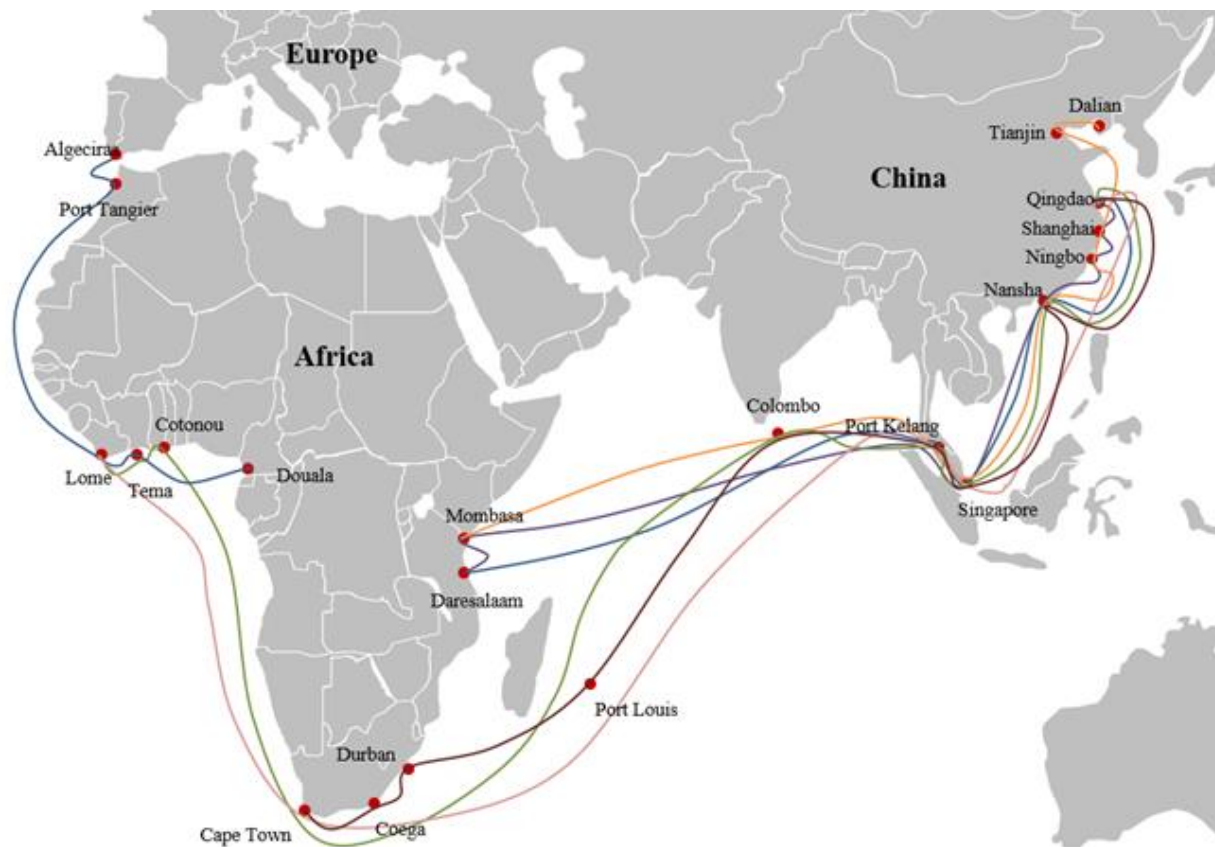 Europe
Dalian
Tianjin
Algeciras
China
Port Tangier
Qingdao
Shanghai
Ningbo
Nansha
Africa
Colombo
Cotonou
Port Kelang
Lome
Tema
Douala
Singapore
Mombasa
Daresalaam
Port Louis
Durban
Cape Town
Coega